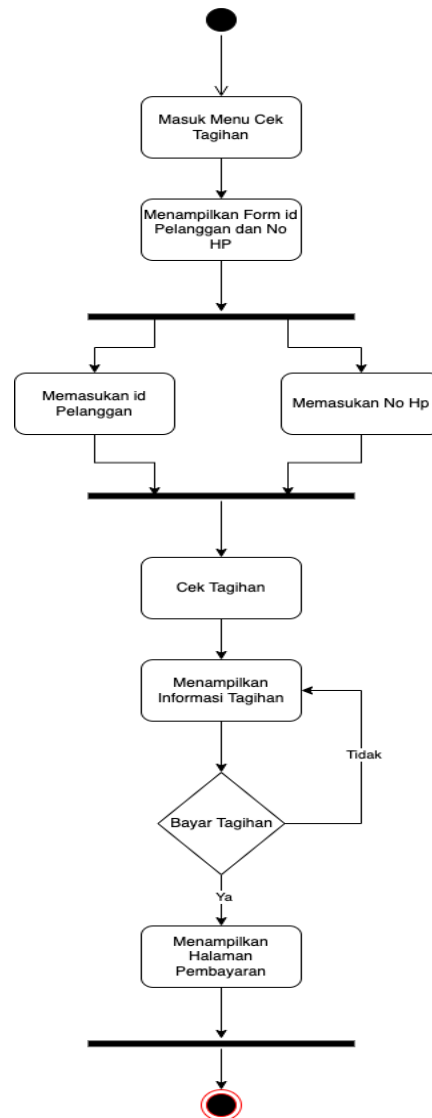 Masuk Menu Cek
Tagihan
Menampilkan Form id
Pelanggan dan No
HP
Memasukan id
Pelanggan
Memasukan No Hp
Cek Tagihan
Menampilkan
Informasi Tagihan
Tidak
Bayar Tagihan
Ya
Menampilkan
Halaman
Pembayaran